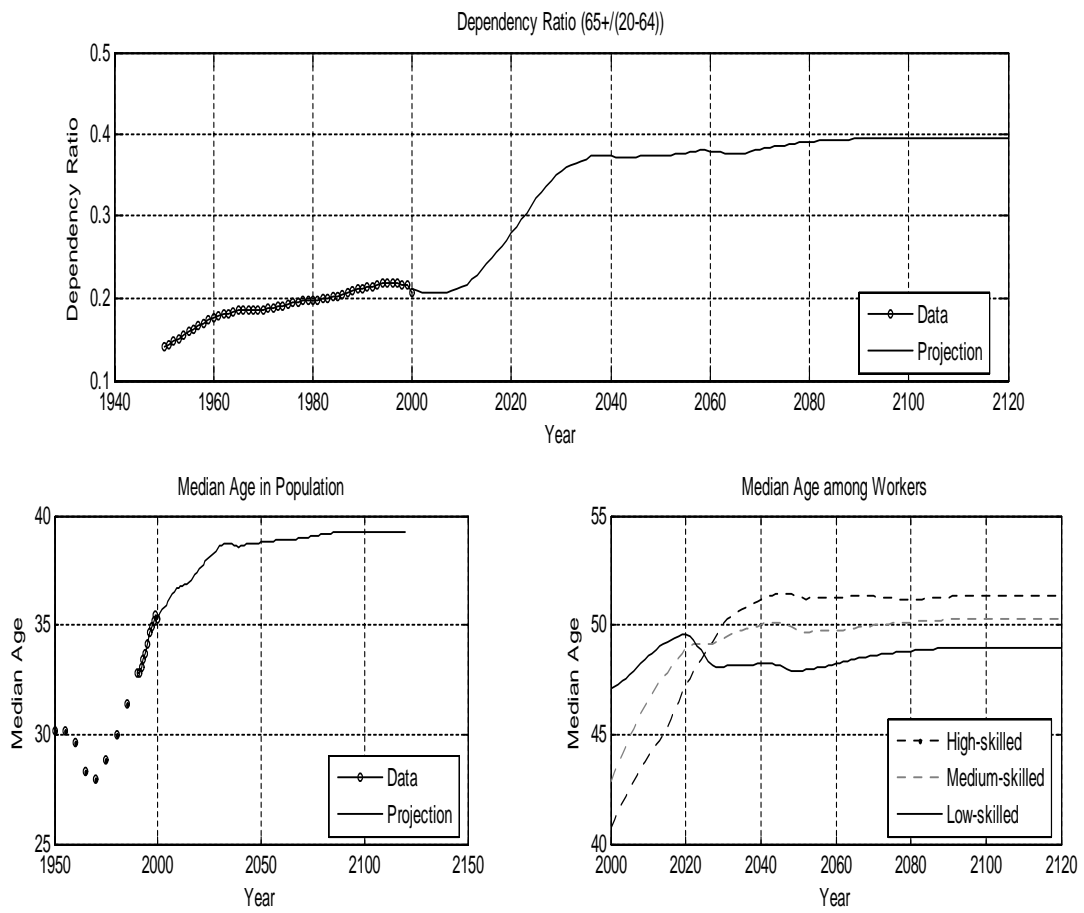 Dependency Ratio (65+/(20-64))
0.5
0.4
0.3
0.2
0.1
Dependency Ratio
1940 1960 1980 2000 2020 2040 2060 2080 2100 2120
Year
Data
Projection
Median Age in Population
40
35
30
25
Median Age
1950 2000 2050 2100 2150
Year
Data
Projection
Median Age among Workers
55
50
45
40
Median Age
2000 2020 2040 2060 2080 2100 2120
Year
High-skilled
Medium-skilled
Low-skilled